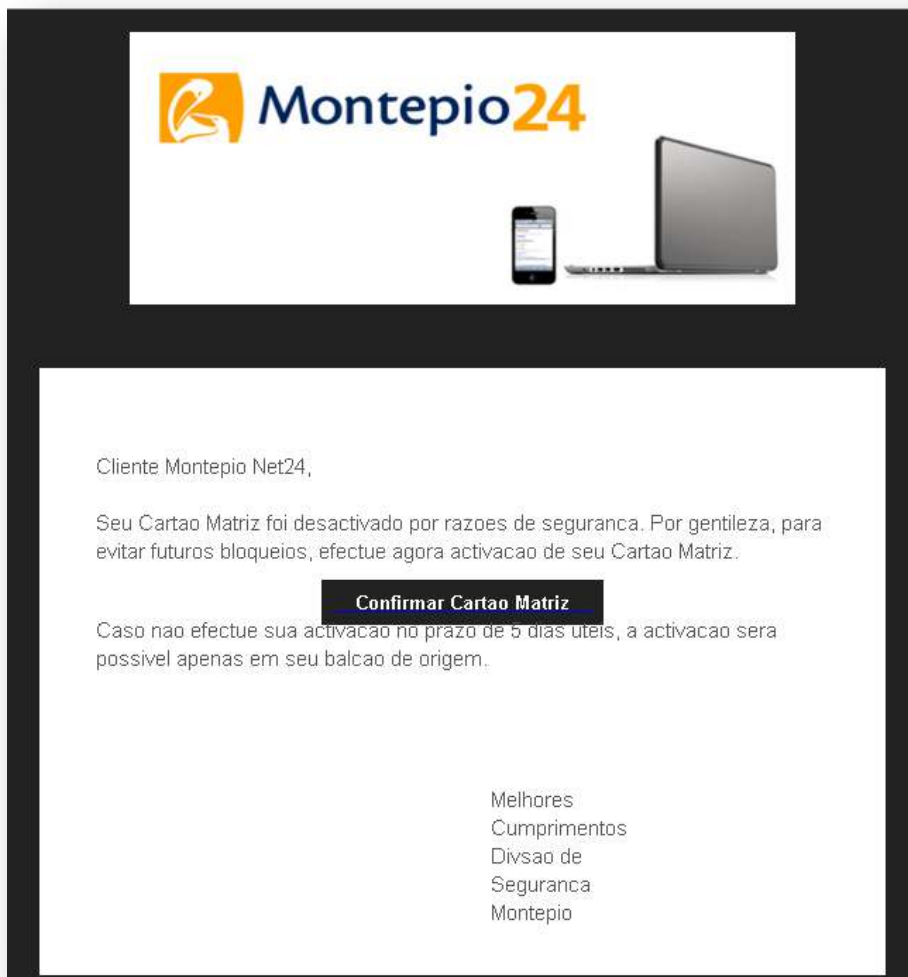 Montepio24
Cliente Montepio Net24,
Seu Cartao Matriz foi desactivado por razoes de seguranca. Por gentileza, para
evitar futuros bloqueios, efectue agora activacao de seu Cartao Matriz.
Confirmar Cartao Matriz
Caso nao efectue sua activacao no prazo de 5 dias uteis, a activacao sera
possivel apenas em seu balcao de origem.
Melhores
Cumprimentos
Divsao de
Seguranca
Montepio